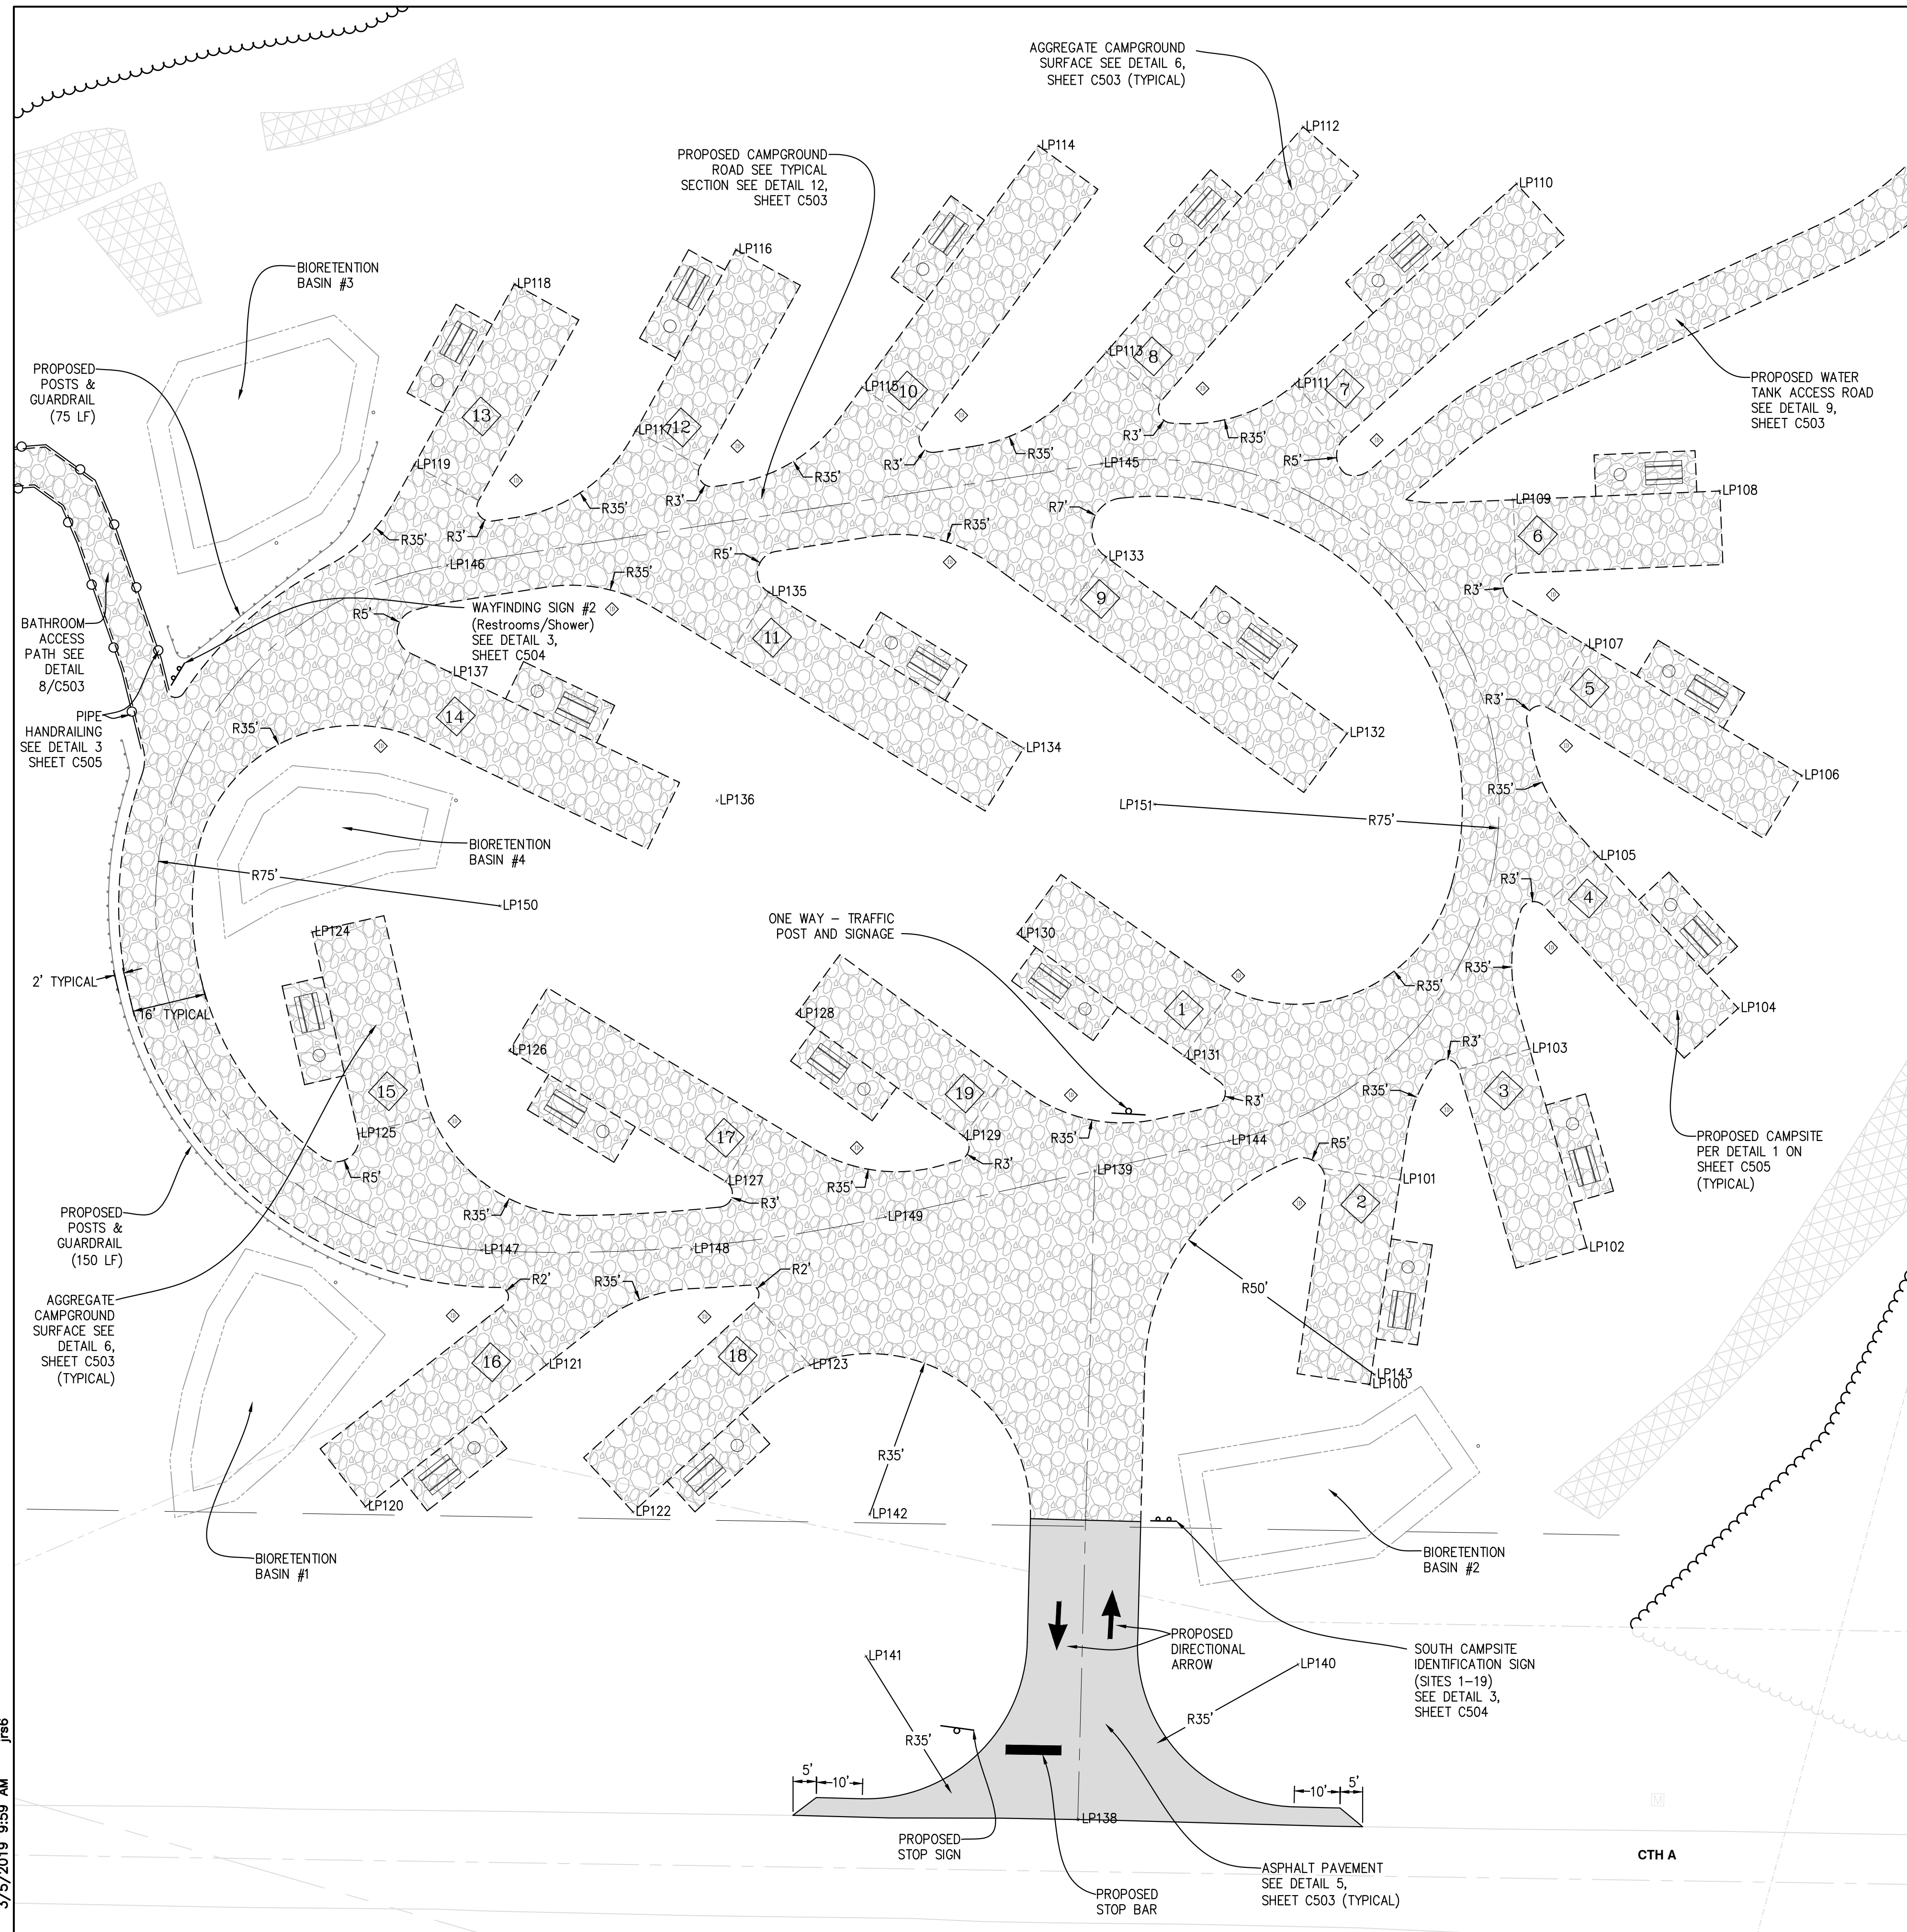 AGGREGATE CAMPGROUND
SURFACE SEE DETAIL 6,
SHEET C503 (TYPICAL)
LP112
LP114
PROPOSED CAMPGROUND
ROAD SEE TYPICAL
SECTION SEE DETAIL 12,
SHEET C503
LP110
LP116
BIORETENTION
BASIN #3
LP118
PROPOSED
POSTS &
GUARDRAIL
(75 LF)
LP113
8
LP111
7
LP115
10
PROPOSED WATER
TANK ACCESS ROAD
SEE DETAIL 9,
SHEET C503
13
LP117
12
R3'
R35'
R3'
R35'
R5'
LP119
R35'
LP145
R3'
R35'
R3'
R35'
LP109
LP108
6
R7'
R35'
R35'
R5'
LP133
LP146
R35'
R3'
9
LP135
WAYFINDING SIGN #2
(Restrooms/Shower)
SEE DETAIL 3,
SHEET C504
R5'
BATHROOM
ACCESS
PATH SEE
DETAIL
8/C503
11
LP107
LP137
5
R3'
14
PIPE
HANDRAILING
SEE DETAIL 3
SHEET C505
R35'
LP132
LP134
LP106
R35'
LP136
LP151
R75'
BIORETENTION
BASIN #4
LP105
R75'
R3'
4
LP150
ONE WAY – TRAFFIC
POST AND SIGNAGE
LP130
LP124
R35'
R35'
2' TYPICAL
16' TYPICAL
1
LP104
LP128
LP126
LP131
R3'
LP103
15
19
R35'
3
R3'
LP125
17
LP129
R35'
LP144
R5'
PROPOSED CAMPSITE
PER DETAIL 1 ON
SHEET C505
(TYPICAL)
R3'
LP139
R5'
LP127
R35'
LP101
R3'
2
PROPOSED
POSTS &
GUARDRAIL
(150 LF)
R35'
LP149
LP147
LP148
LP102
R2'
R35'
R2'
R50'
AGGREGATE
CAMPGROUND
SURFACE SEE
DETAIL 6,
SHEET C503
(TYPICAL)
16
LP121
18
LP123
LP143
LP100
R35'
LP120
LP122
LP142
BIORETENTION
BASIN #1
BIORETENTION
BASIN #2
PROPOSED
DIRECTIONAL
ARROW
SOUTH CAMPSITE
IDENTIFICATION SIGN
(SITES 1–19)
SEE DETAIL 3,
SHEET C504
LP141
LP140
R35'
R35'
5'
10'
10'
5'
M
LP138
PROPOSED
STOP SIGN
CTH A
ASPHALT PAVEMENT
SEE DETAIL 5,
SHEET C503 (TYPICAL)
PROPOSED
STOP BAR
3/5/2019 9:59 AM jrs6